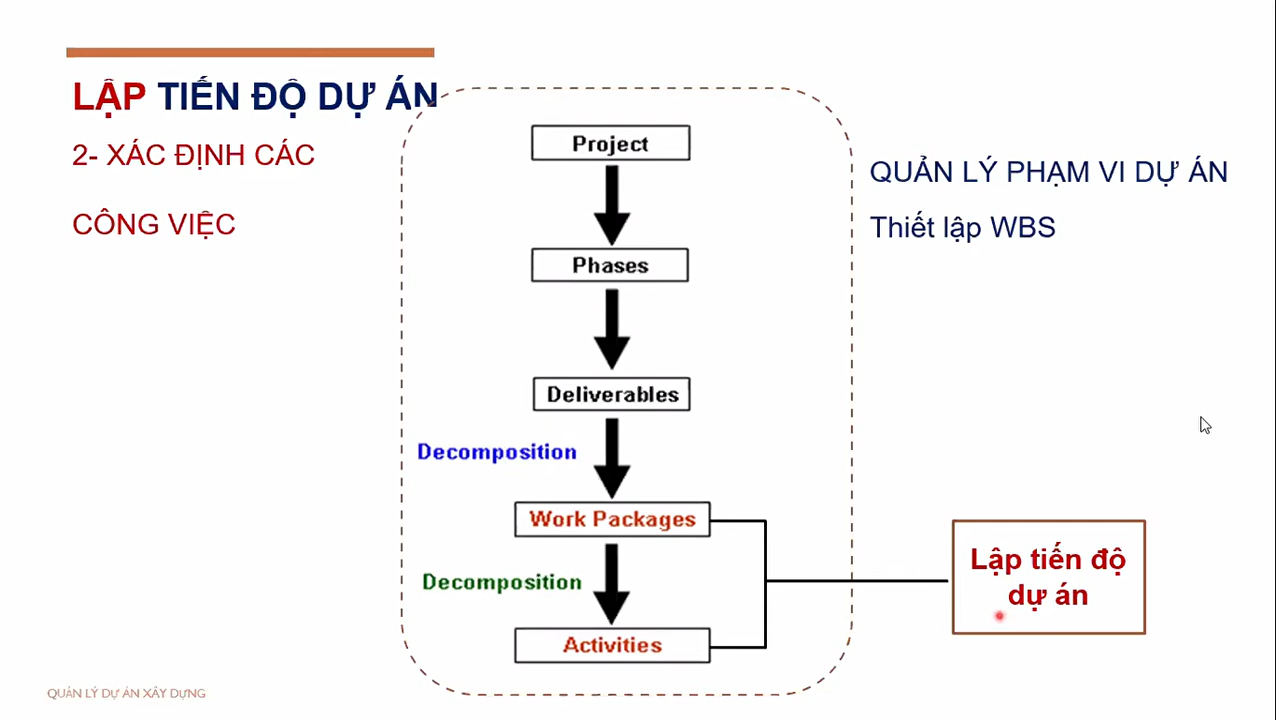 LẬP TIẾN ĐỘ DỰ ÁN
2- XÁC ĐỊNH CÁC
CÔNG VIỆC
Project
Phases
Deliverables
Decomposition
Work Packages
Decomposition
Activities
QUẢN LÝ PHẠM VI DỰ ÁN
Thiết lập WBS
Lập tiến độ
dự án
QUẢN LÝ DỰ ÁN XÂY DỰNG